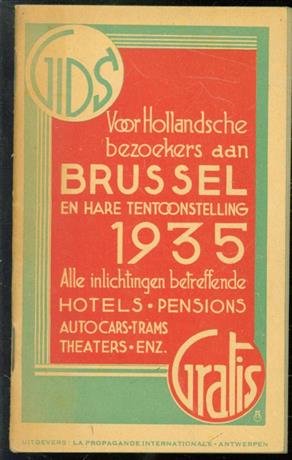 GIDS
Voor Hollandsche
bezoekers aan
BRUSSEL
EN HARE TENTOONSTELLING
1935
Alle inlichtingen betreffende
HOTELS • PENSIONS
AUTOCARS • TRAMS
THEATERS • ENZ.
Gratis
UITGEVERS: LA PROPAGANDE INTERNATIONALE - ANTWERPEN